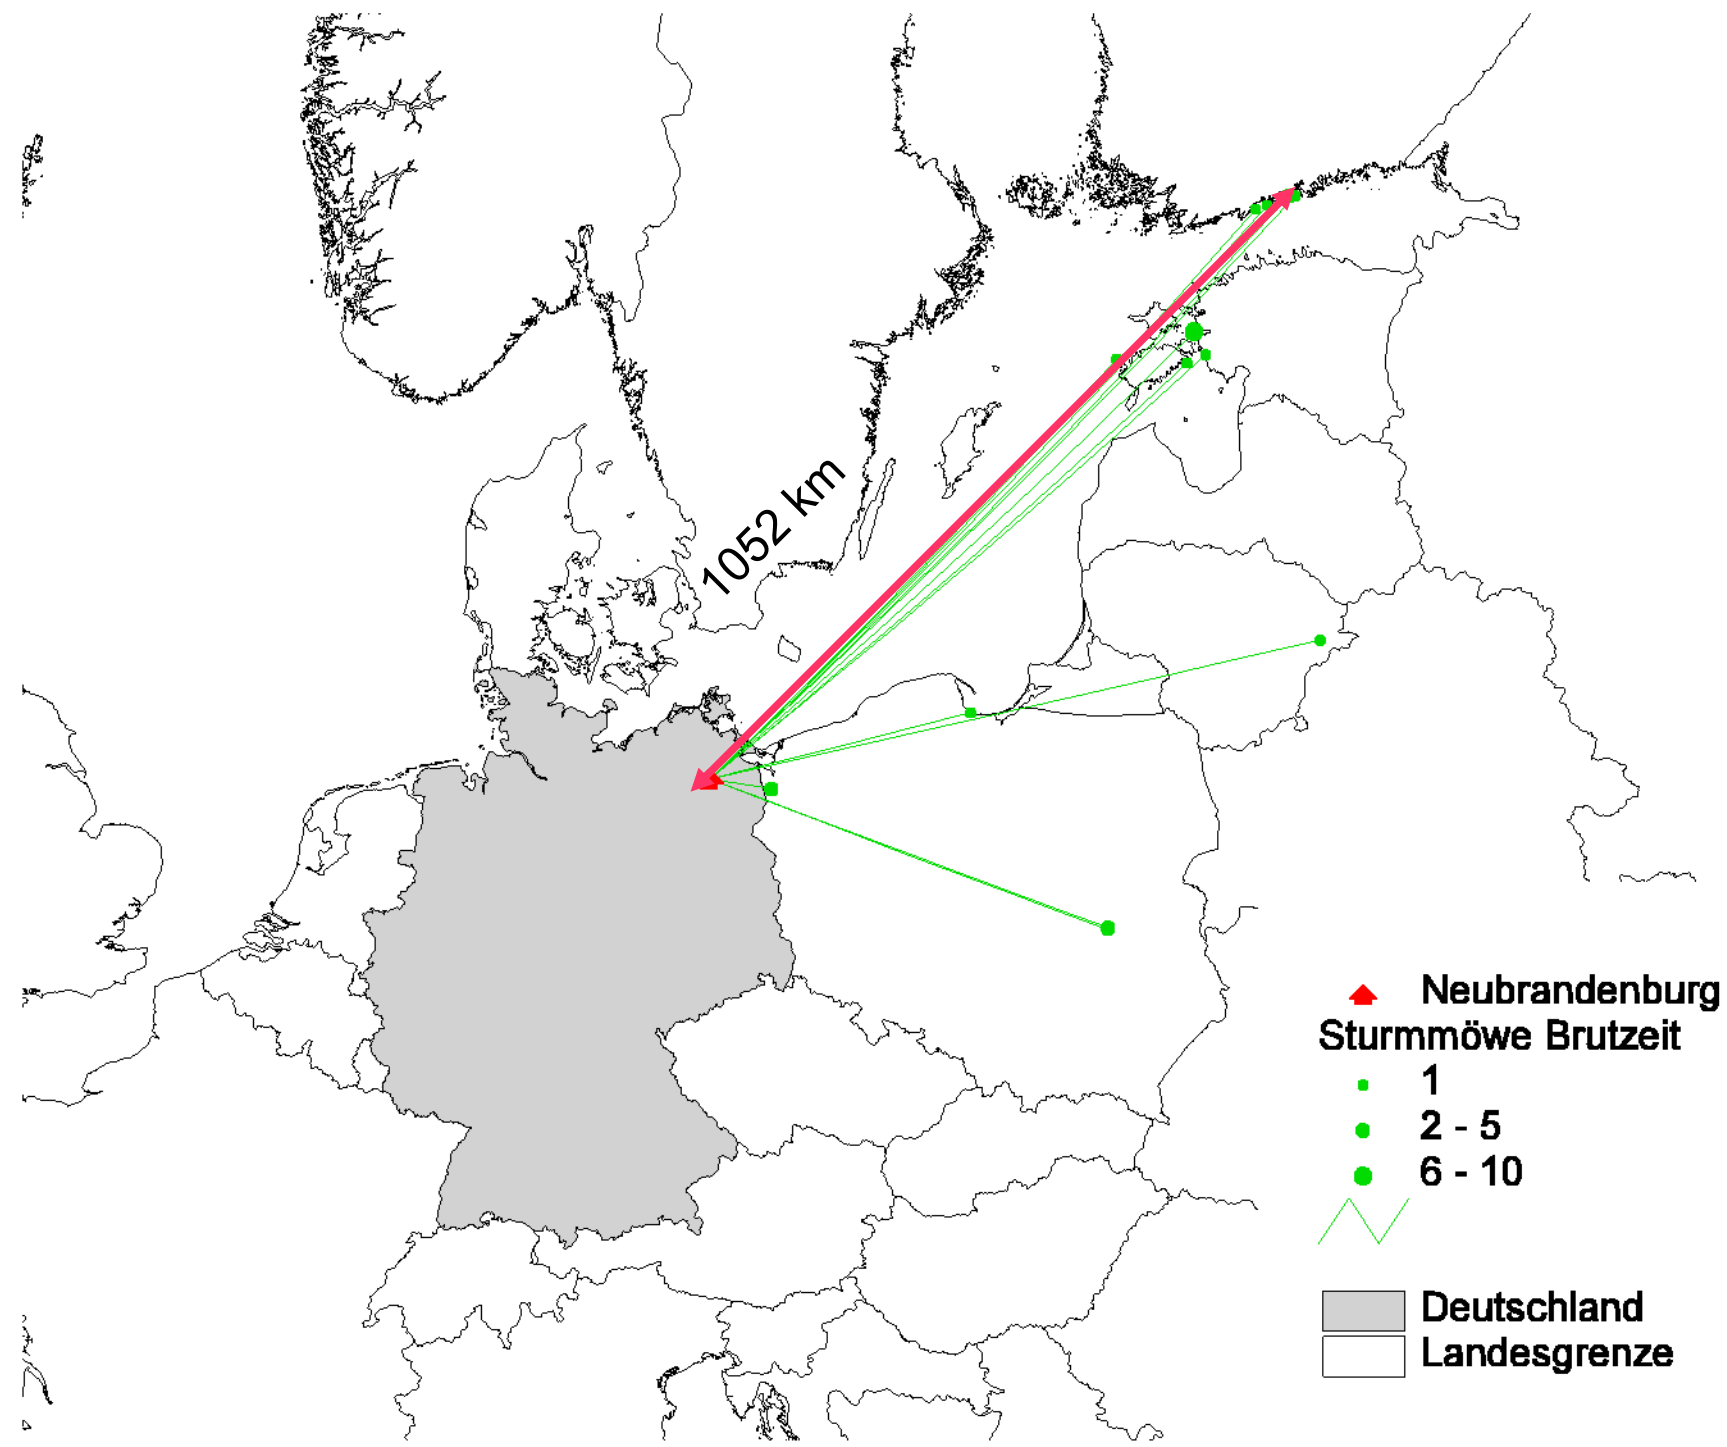 1052 km
Neubrandenburg
Sturmmöwe Brutzeit
1
2 - 5
6 - 10
Deutschland
Landesgrenze